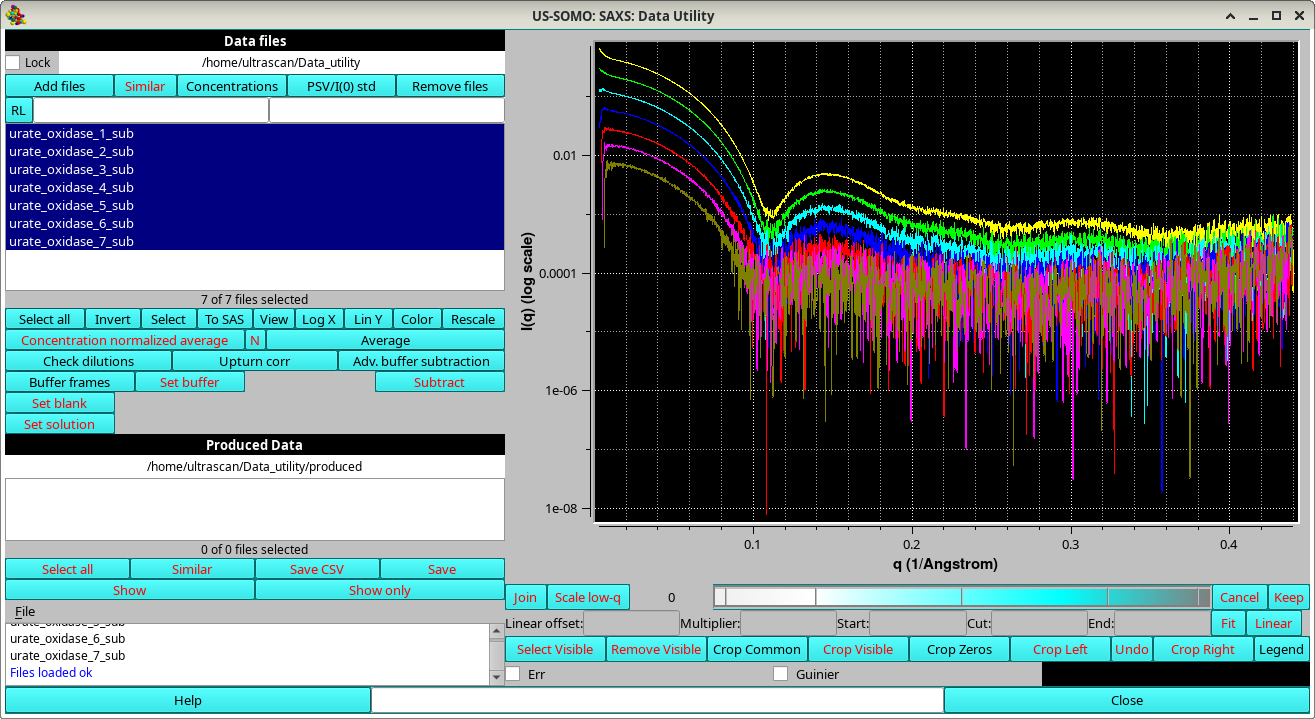 US-SOMO: SAXS: Data Utility
Data files
Lock /home/ultrascan/Data_utility
Add files Similar Concentrations PSV/I(0) std Remove files
RL
urate_oxidase_1_sub
urate_oxidase_2_sub
urate_oxidase_3_sub
urate_oxidase_4_sub
urate_oxidase_5_sub
urate_oxidase_6_sub
urate_oxidase_7_sub
7 of 7 files selected
Select all Invert Select To SAS View Log X Lin Y Color Rescale
Concentration normalized average N Average
Check dilutions Upturn corr Adv. buffer subtraction
Buffer frames Set buffer Subtract
Set blank
Set solution
Produced Data
/home/ultrascan/Data_utility/produced
0 of 0 files selected
Select all Similar Save CSV Save
Show Show only
File
urate_oxidase_5_sub
urate_oxidase_6_sub
urate_oxidase_7_sub
Files loaded ok
I(q) (log scale)
0.01
0.0001
1e-06
1e-08
0.1 0.2 0.3 0.4
q (1/Angstrom)
Join Scale low-q 0 Cancel Keep
Linear offset: Multiplier: Start: Cut: End: Fit Linear
Select Visible Remove Visible Crop Common Crop Visible Crop Zeros Crop Left Undo Crop Right Legend
Err Guinier
Help Close